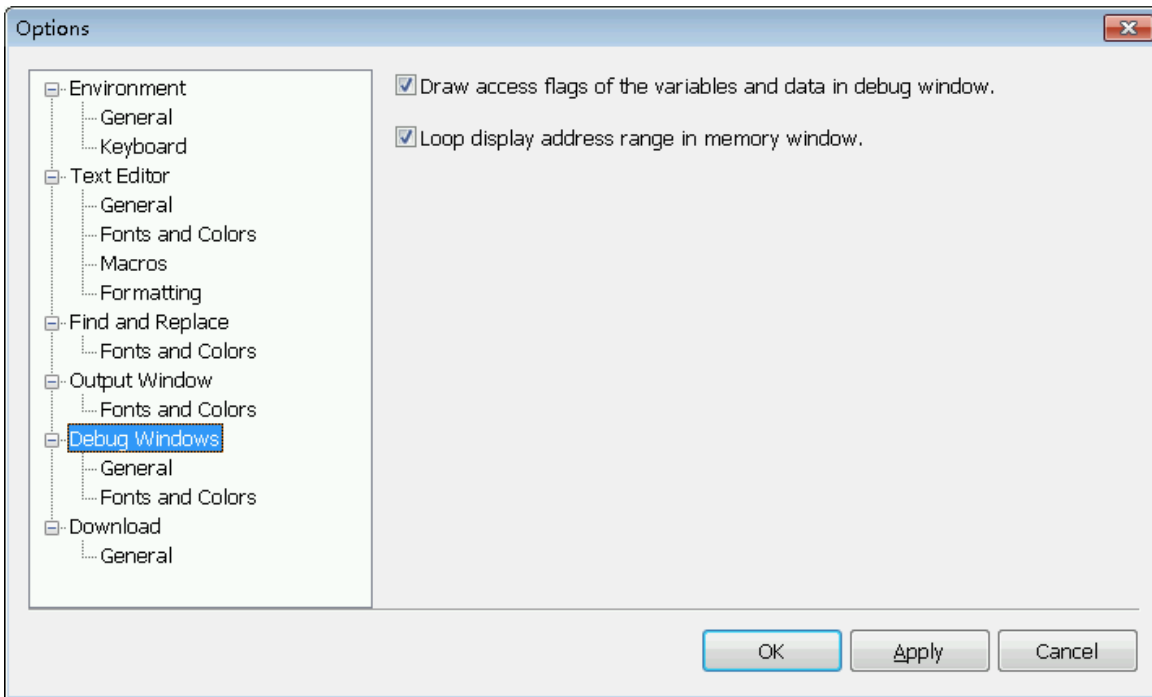 Options
Environment
General
Keyboard
Text Editor
General
Fonts and Colors
Macros
Formatting
Find and Replace
Fonts and Colors
Output Window
Fonts and Colors
Debug Windows
General
Fonts and Colors
Download
General
Draw access flags of the variables and data in debug window.
Loop display address range in memory window.
OK
Apply
Cancel